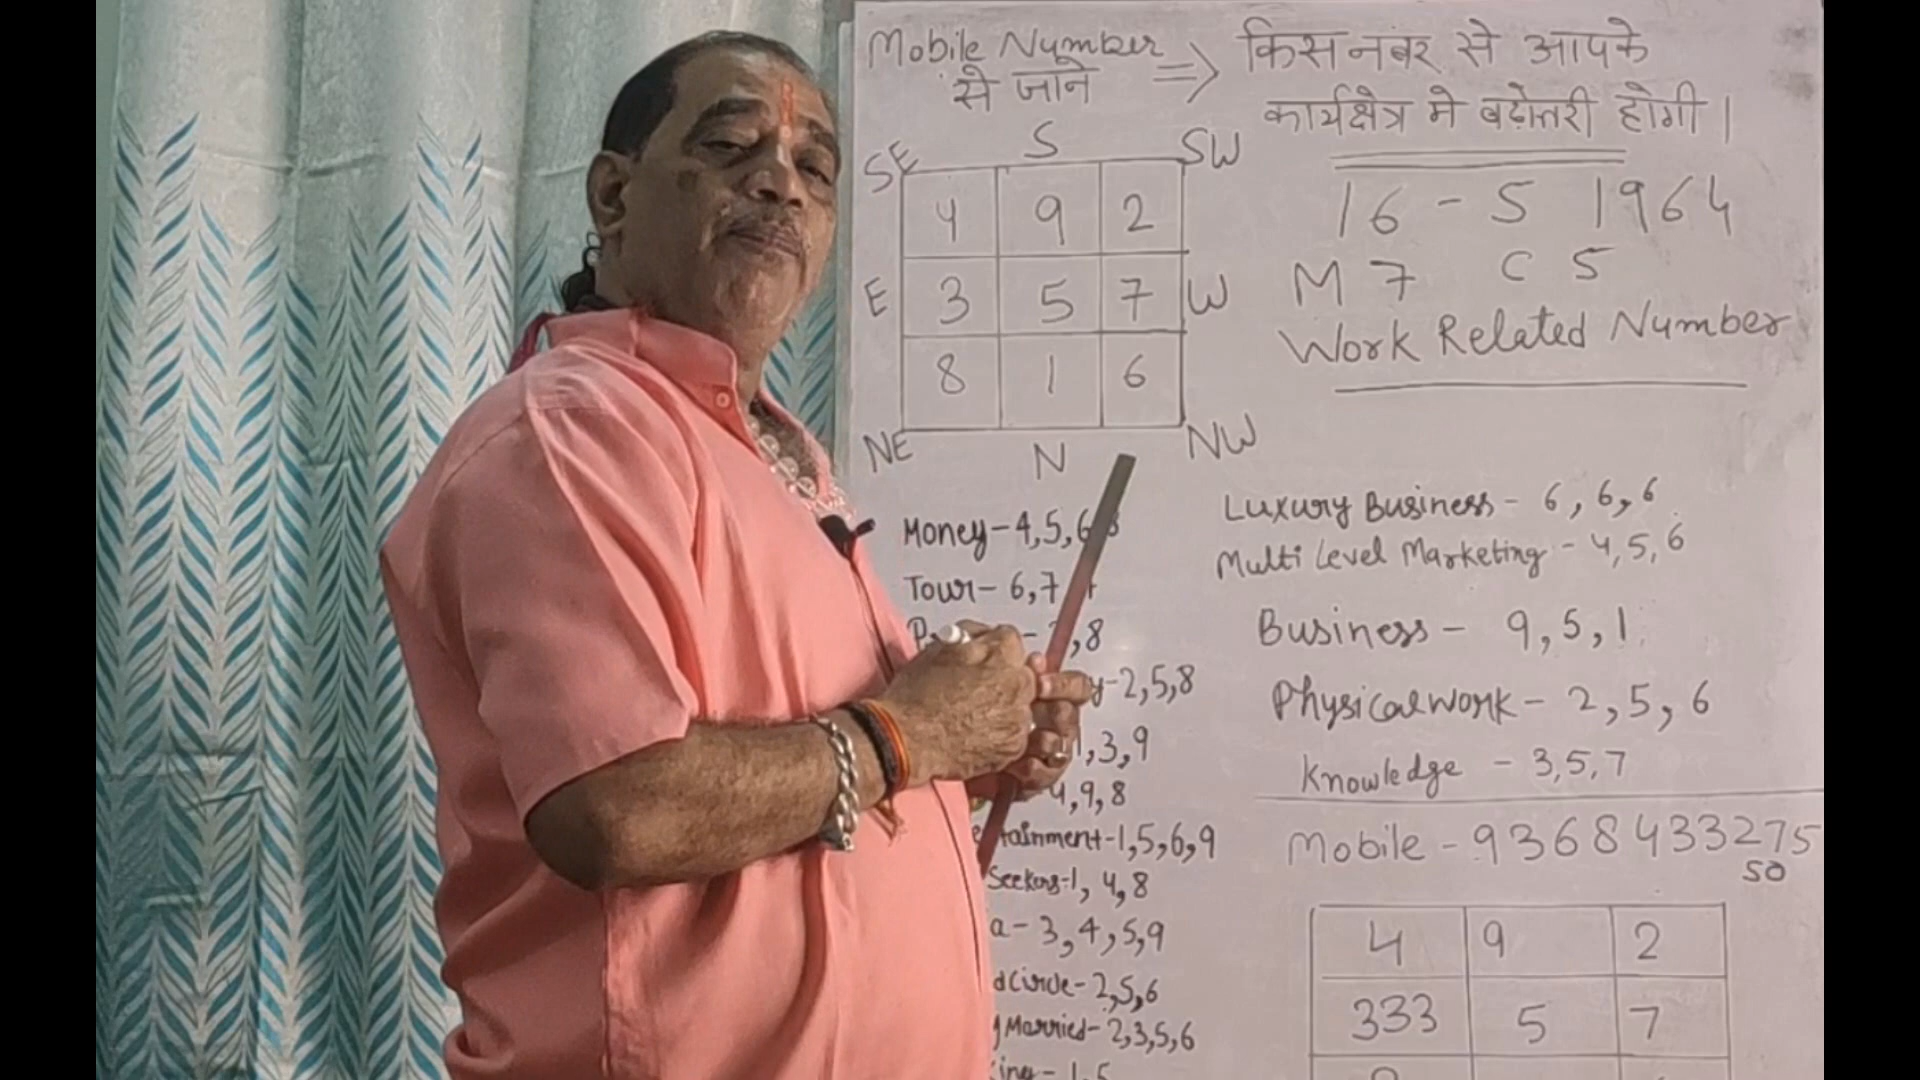 Mobile Number
से जाने => किस नंबर से आपके
कार्यक्षेत्र मे बढ़ोत्तरी होगी।
SE S SW
4 9 2
E 3 5 7 W
8 1 6
NE N NW
16 - 5 1964
M 7 C 5
Work Related Number
Money - 4,5,6
Tour - 6,7
,8
y-2,5,8
1,3,9
4,9,8
tainment-1,5,6,9
Seekers-1, 4,8
a-3,4,5,9
d Circle-2,5,6
Married-2,3,5,6
ing-1,5
Luxury Business - 6,6,6
Multi Level Marketing - 4,5,6
Business - 9,5,1
Physical work - 2,5,6
Knowledge - 3,5,7
Mobile - 9368433275
50
4 9 2
333 5 7